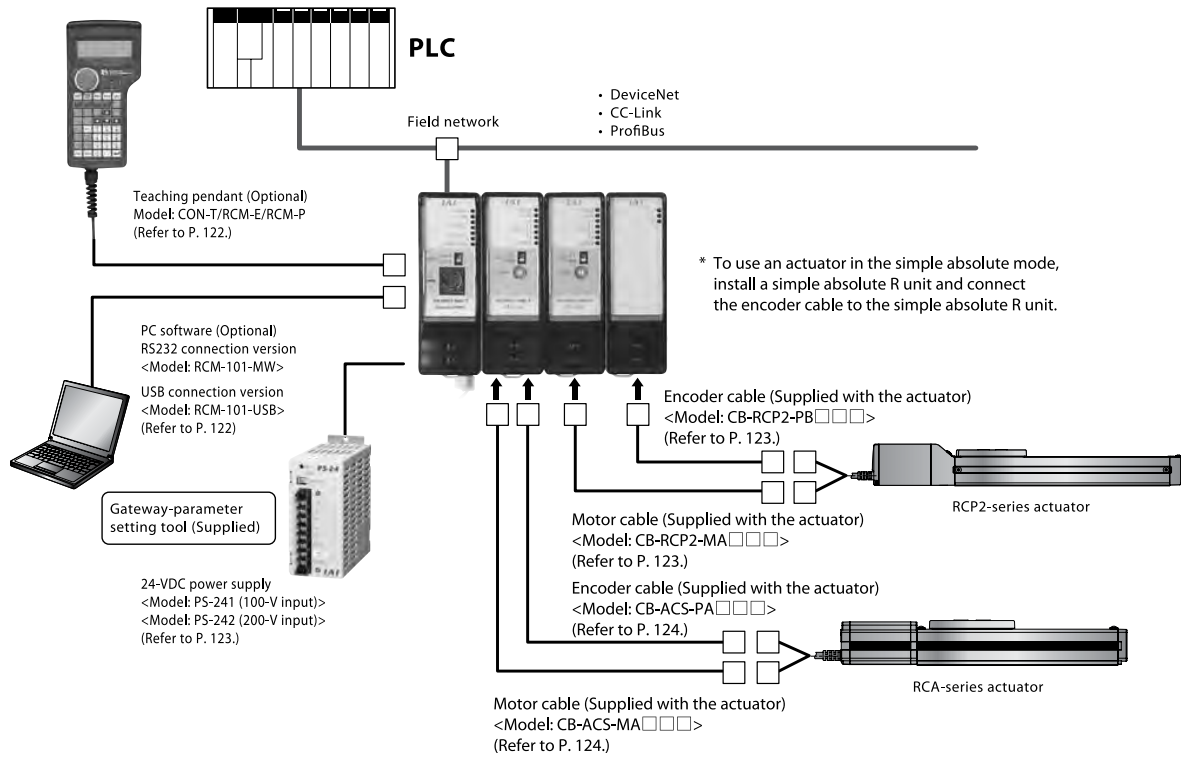 PLC
• DeviceNet
• CC-Link
• ProfiBus
Field network
Teaching pendant (Optional)
Model: CON-T/RCM-E/RCM-P
(Refer to P. 122.)
* To use an actuator in the simple absolute mode,
install a simple absolute R unit and connect
the encoder cable to the simple absolute R unit.
PC software (Optional)
RS232 connection version
<Model: RCM-101-MW>
USB connection version
<Model: RCM-101-USB>
(Refer to P. 122)
Encoder cable (Supplied with the actuator)
<Model: CB-RCP2-PB□□□>
(Refer to P. 123.)
PS-24
IAI
Gateway-parameter
setting tool (Supplied)
RCP2-series actuator
Motor cable (Supplied with the actuator)
<Model: CB-RCP2-MA□□□>
(Refer to P. 123.)
24-VDC power supply
<Model: PS-241 (100-V input)>
<Model: PS-242 (200-V input)>
(Refer to P. 123.)
Encoder cable (Supplied with the actuator)
<Model: CB-ACS-PA□□□>
(Refer to P. 124.)
RCA-series actuator
Motor cable (Supplied with the actuator)
<Model: CB-ACS-MA□□□>
(Refer to P. 124.)